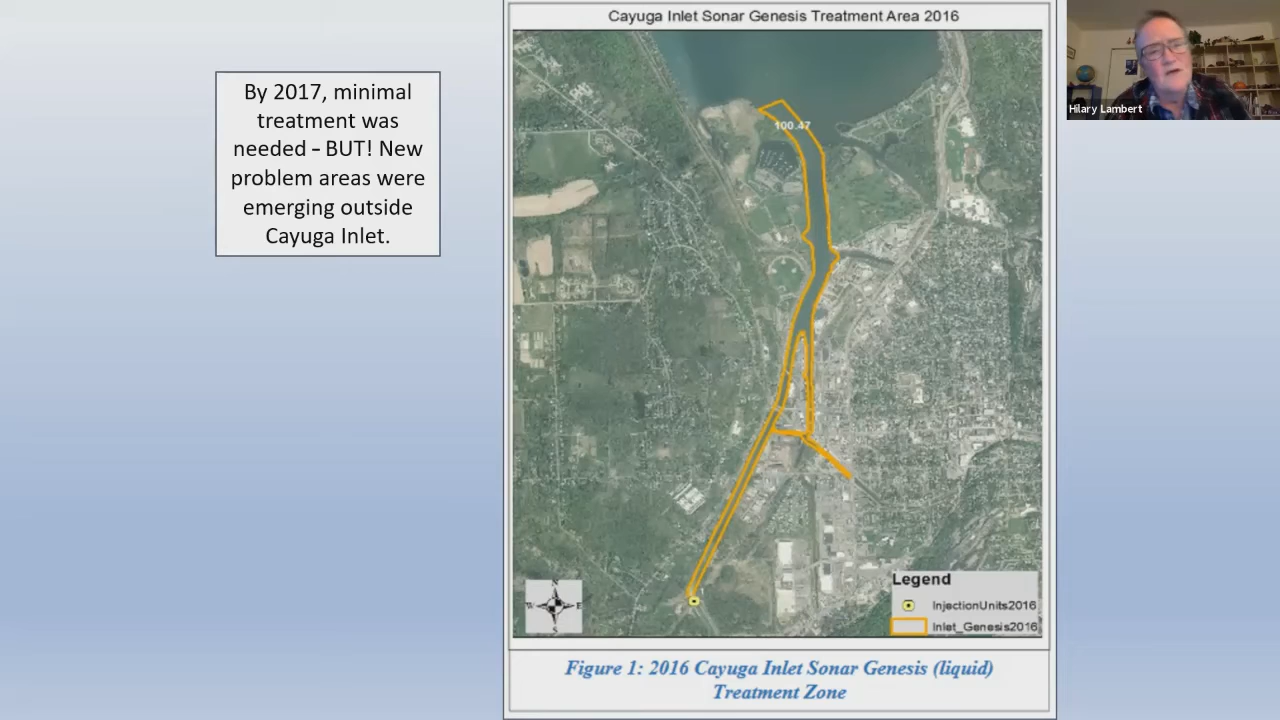 Cayuga Inlet Sonar Genesis Treatment Area 2016
By 2017, minimal
treatment was
needed – BUT! New
problem areas were
emerging outside
Cayuga Inlet.
Hilary Lambert
100.47
N
W E
S
Legend
InjectionUnits2016
Inlet_Genesis2016
Figure 1: 2016 Cayuga Inlet Sonar Genesis (liquid)
Treatment Zone